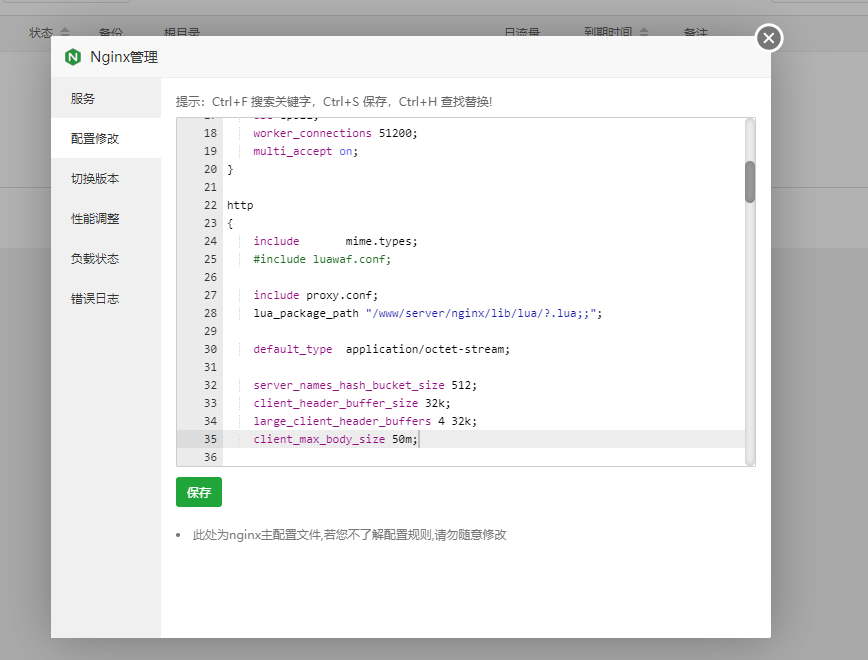 状态 备份 根目录 日流量 到期时间 备注
Nginx管理
服务
配置修改
切换版本
性能调整
负载状态
错误日志
提示：Ctrl+F 搜索关键字，Ctrl+S 保存，Ctrl+H 查找替换!
18 worker_connections 51200;
19 multi_accept on;
20 }
21
22 http
23 {
24 include mime.types;
25 #include luawaf.conf;
26
27 include proxy.conf;
28 lua_package_path "/www/server/nginx/lib/lua/?.lua;;";
29
30 default_type application/octet-stream;
31
32 server_names_hash_bucket_size 512;
33 client_header_buffer_size 32k;
34 large_client_header_buffers 4 32k;
35 client_max_body_size 50m;
36
保存
• 此处为nginx主配置文件,若您不了解配置规则,请勿随意修改